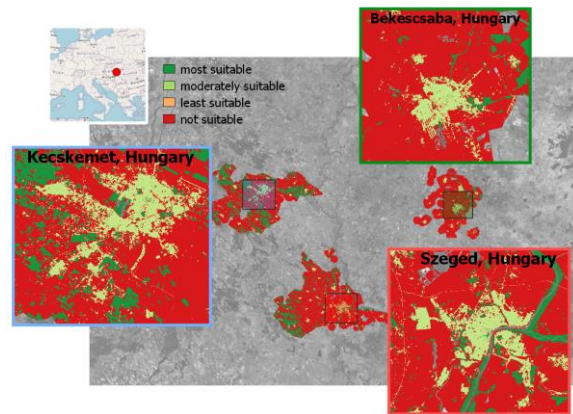 Bekescsaba, Hungary
most suitable
moderately suitable
least suitable
not suitable
Kecskemet, Hungary
Szeged, Hungary